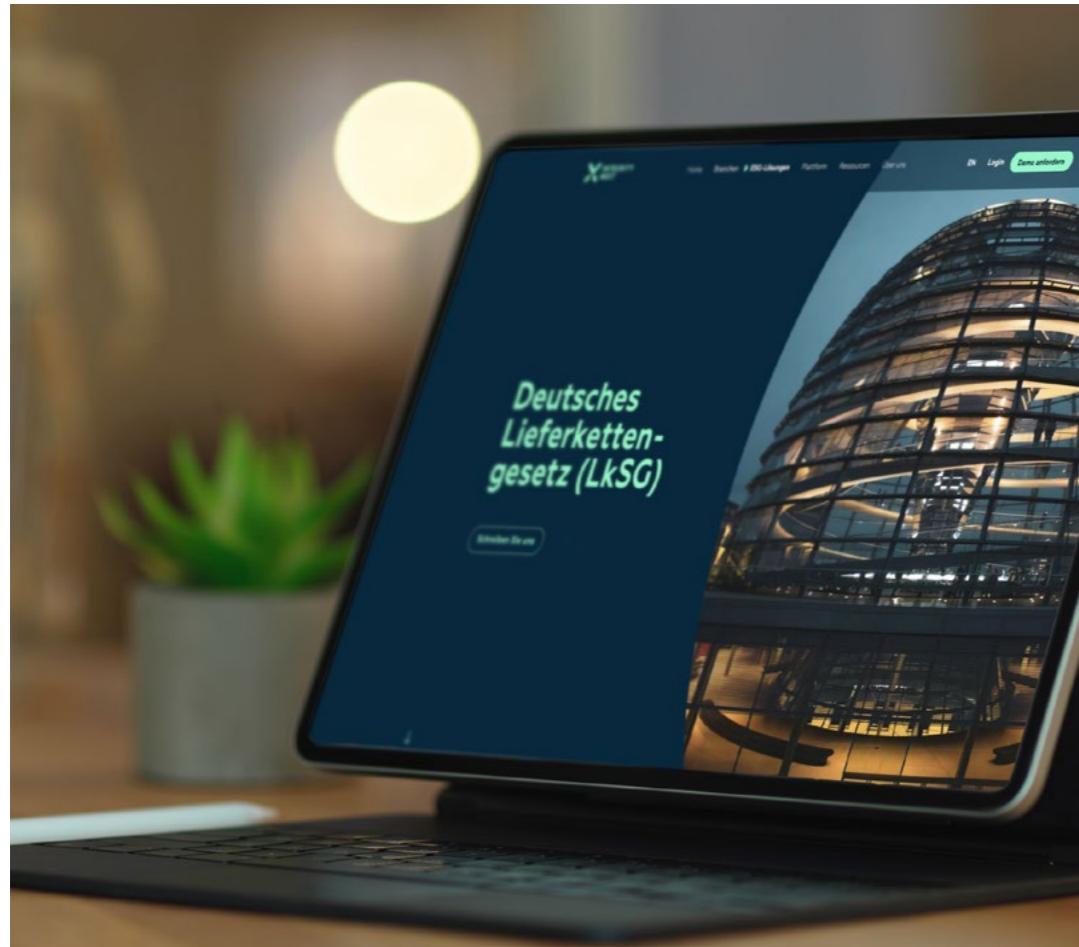 Home Branchen ESG-Lösungen Plattform Ressourcen Über uns EN Login Demo anfordern
Deutsches
Lieferketten-
gesetz (LkSG)
Schreiben Sie uns